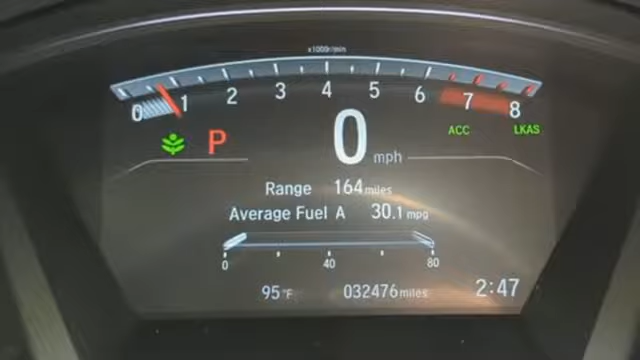 x1000r/min
0 1 2 3 4 5 6 7 8
P 0 mph ACC LKAS
Range 164 miles
Average Fuel A 30.1 mpg
0 40 80
95°F 032476 miles 2:47